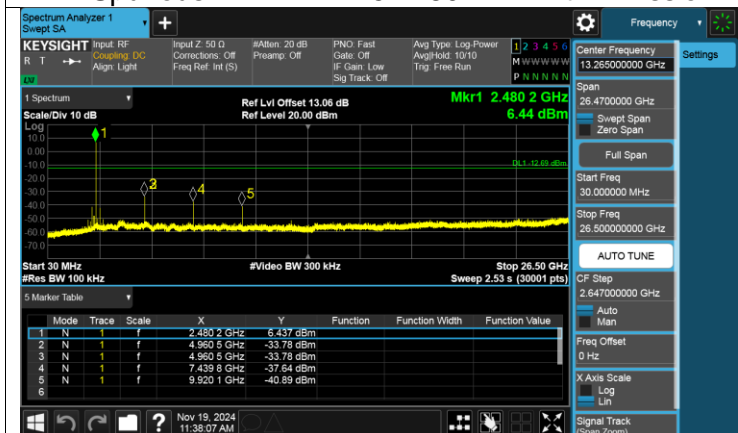 Spectrum Analyzer 1
Swept SA
+
Frequency
KEYSIGHT
R T
Input: RF
Coupling: DC
Align: Light
Input Z: 50 Ω
Corrections: Off
Freq Ref: Int (S)
#Atten: 20 dB
Preamp: Off
PNO: Fast
Gate: Off
IF Gain: Low
Sig Track: Off
Avg Type: Log-Power
Avg|Hold: 10/10
Trig: Free Run
1 2 3 4 5 6
M W W W W W
P N N N N N
Center Frequency
13.265000000 GHz
Settings
Span
26.4700000 GHz
Swept Span
Zero Span
Full Span
Start Freq
30.000000 MHz
Stop Freq
26.500000000 GHz
AUTO TUNE
CF Step
2.647000000 GHz
Auto
Man
Freq Offset
0 Hz
X Axis Scale
Log
Lin
Signal Track
(Span Zoom)
1 Spectrum
Scale/Div 10 dB
Ref Lvl Offset 13.06 dB
Ref Level 20.00 dBm
Mkr1 2.480 2 GHz
6.44 dBm
Log
10.0
0.00
-10.0
-20.0
-30.0
-40.0
-50.0
-60.0
-70.0
DL1 -12.69 dBm
1
4
5
Start 30 MHz
#Res BW 100 kHz
#Video BW 300 kHz
Stop 26.50 GHz
Sweep 2.53 s (30001 pts)
5 Marker Table
Mode Trace Scale X Y Function Function Width Function Value
1 N 1 f 2.480 2 GHz 6.437 dBm
2 N 1 f 4.960 5 GHz -33.78 dBm
3 N 1 f 4.960 5 GHz -33.78 dBm
4 N 1 f 7.439 8 GHz -37.64 dBm
5 N 1 f 9.920 1 GHz -40.89 dBm
6
?
Nov 19, 2024
11:38:07 AM